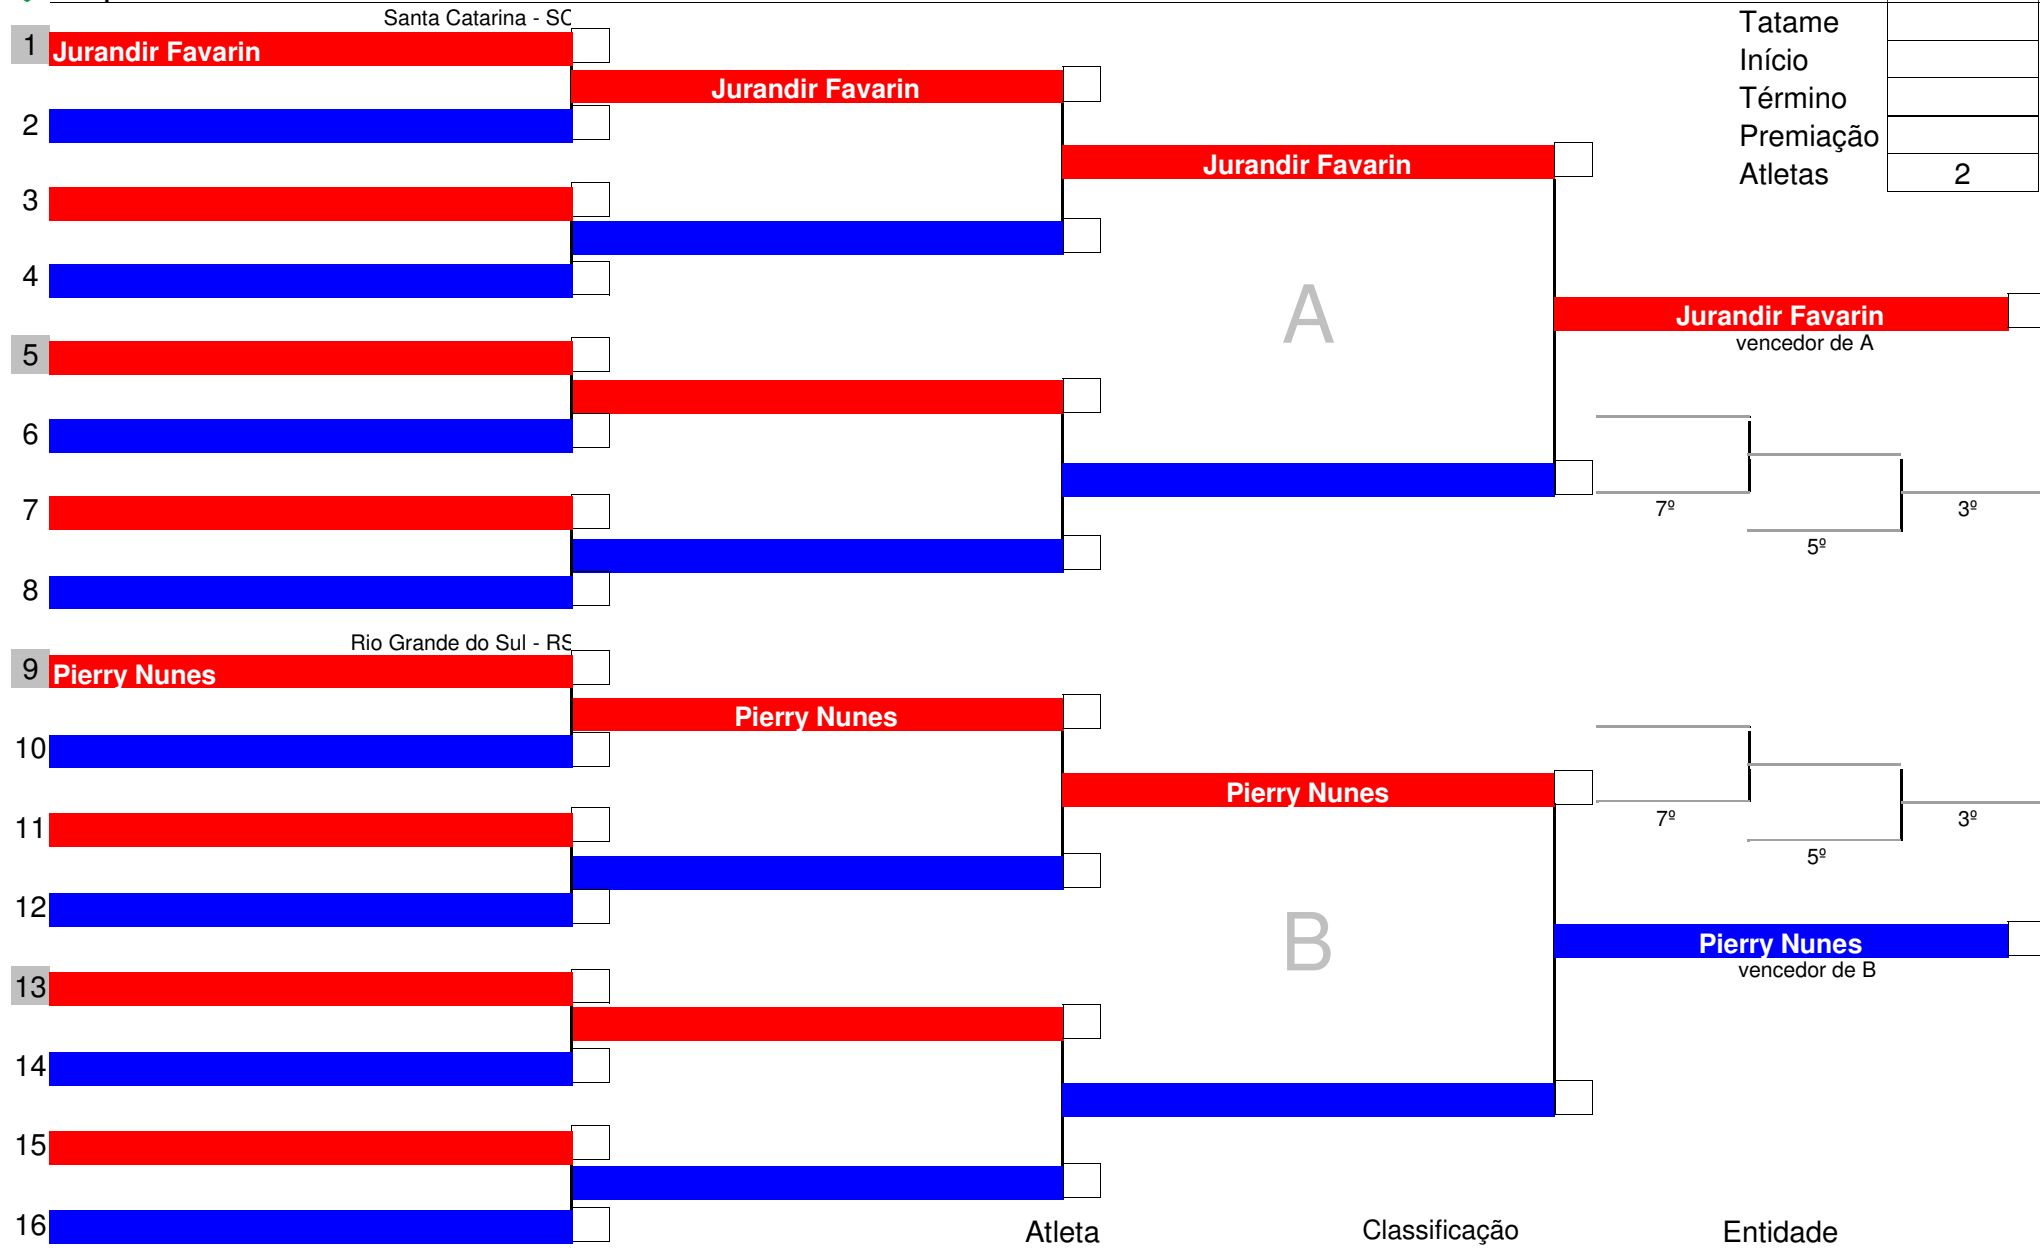 Santa Catarina - SC
Tatame
1 Jurandir Favarin
Início
Jurandir Favarin
Término
2
Premiação
Jurandir Favarin
Atletas 2
3
4
Jurandir Favarin
A
vencedor de A
5
6
7
7º 3º
5º
8
Rio Grande do Sul - RS
9 Pierry Nunes
Pierry Nunes
10
Pierry Nunes
11
7º 3º
5º
12
B
Pierry Nunes
vencedor de B
13
14
15
16
Atleta Classificação Entidade